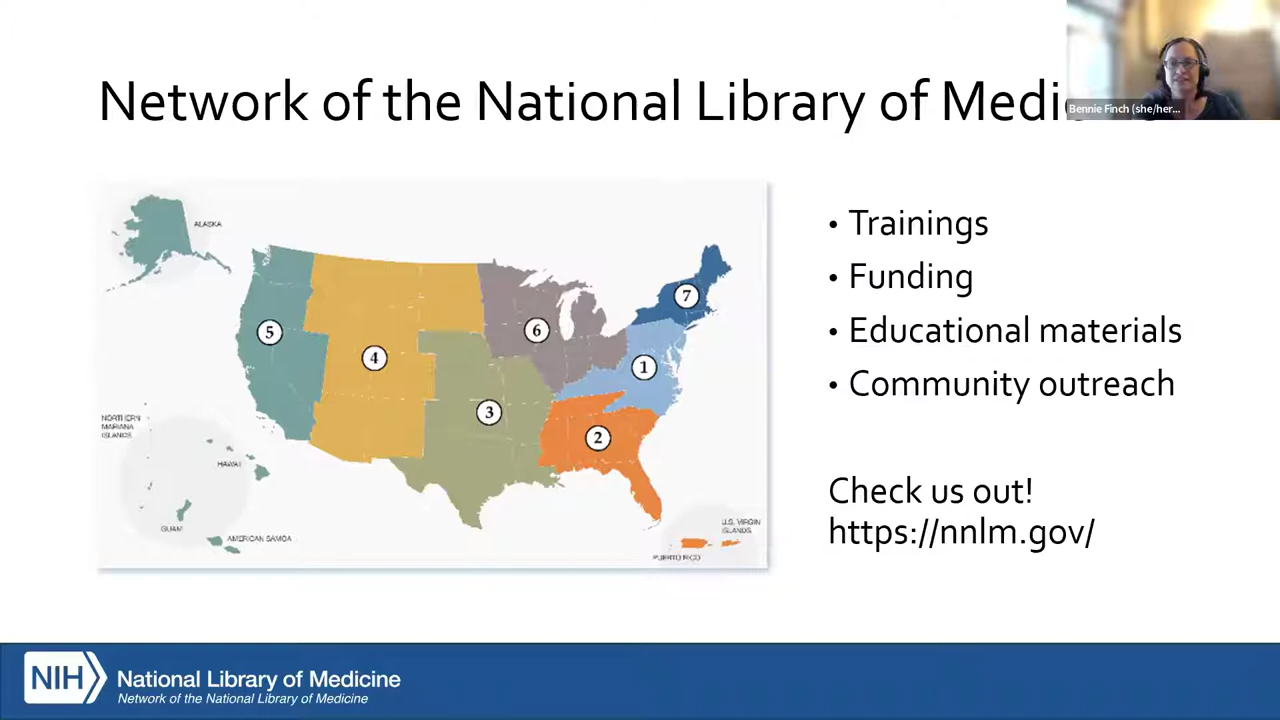 Network of the National Library of Medi
Bennie Finch (she/her...
ALASKA
NORTHERN
MARIANA
ISLANDS
HAWAII
GUAM
AMERICAN SAMOA
U.S. VIRGIN
ISLANDS
PUERTO RICO
5
4
3
6
7
1
2
• Trainings
• Funding
• Educational materials
• Community outreach
Check us out!
https://nnlm.gov/
NIH
National Library of Medicine
Network of the National Library of Medicine